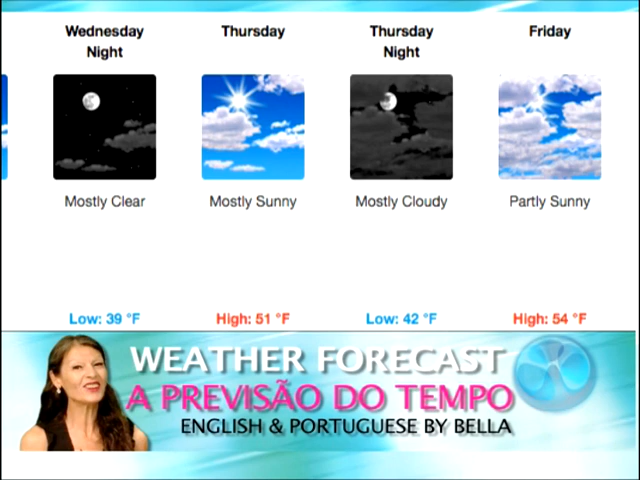 Wednesday Night
Thursday
Thursday Night
Friday
Mostly Clear
Mostly Sunny
Mostly Cloudy
Partly Sunny
Low: 39 °F
High: 51 °F
Low: 42 °F
High: 54 °F
WEATHER FORECAST
A PREVISÃO DO TEMPO
ENGLISH & PORTUGUESE BY BELLA